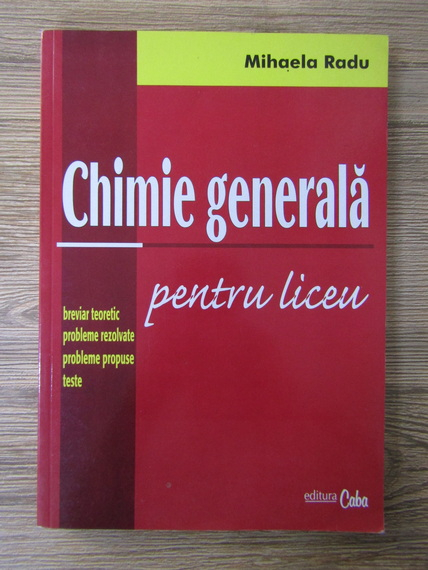 Mihaela Radu
Chimie generală
pentru liceu
breviar teoretic
probleme rezolvate
probleme propuse
teste
editura Caba